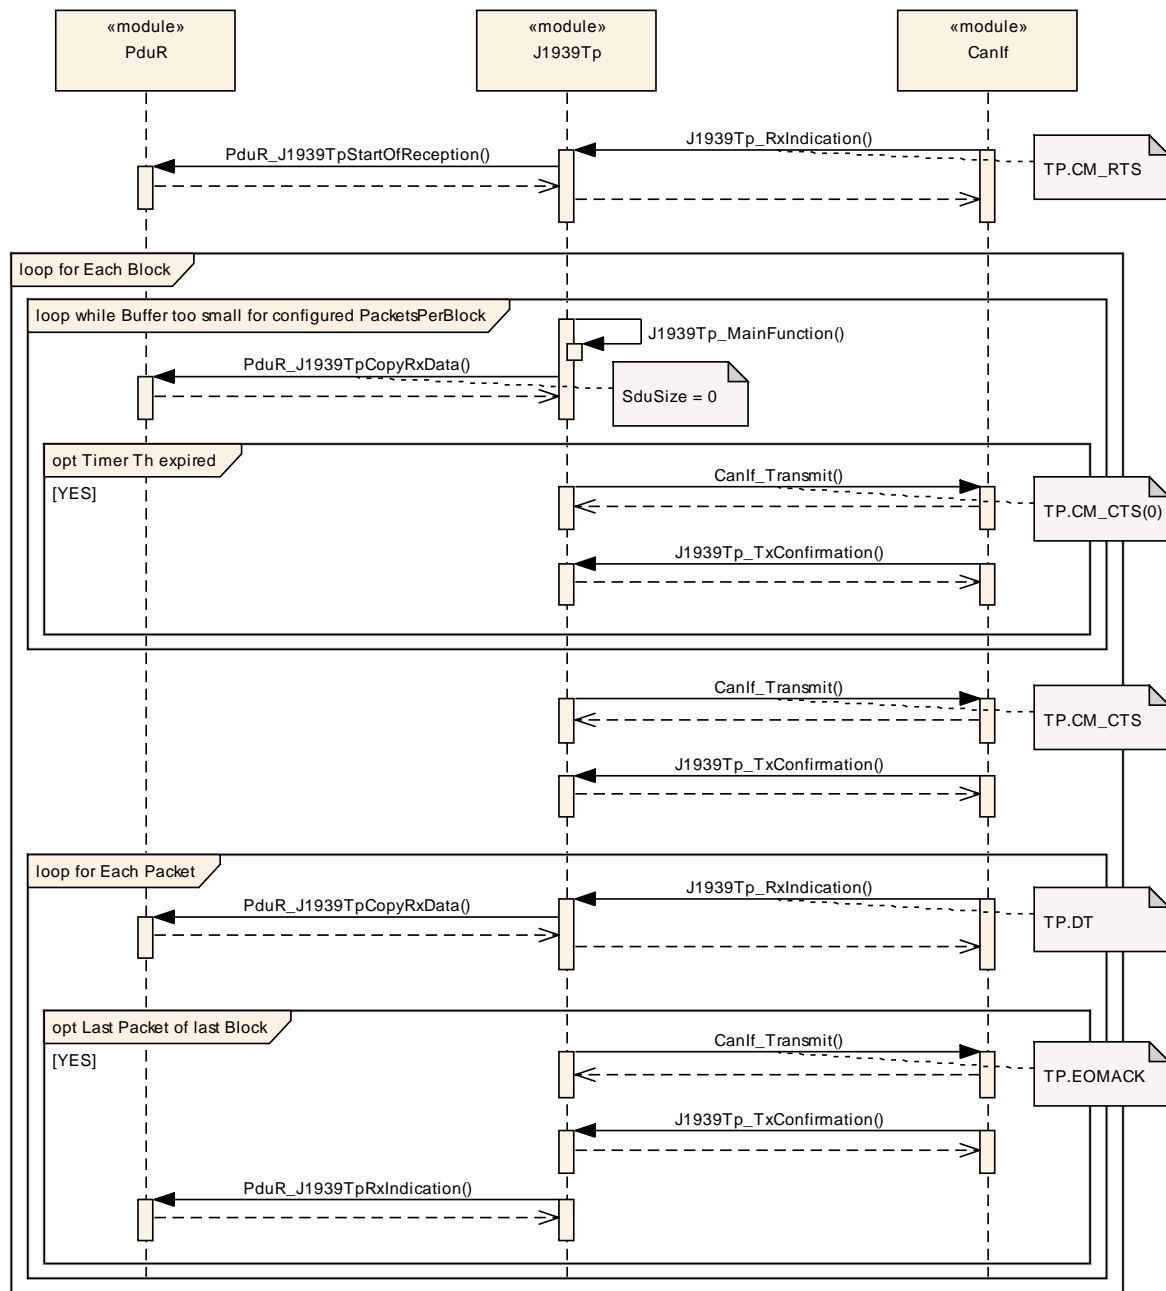 «module»
PduR
«module»
J1939Tp
«module»
CanIf
J1939Tp_RxIndication()
PduR_J1939TpStartOfReception()
TP.CM_RTS
loop for Each Block
loop while Buffer too small for configured PacketsPerBlock
J1939Tp_MainFunction()
PduR_J1939TpCopyRxData()
SduSize = 0
opt Timer Th expired
[YES]
CanIf_Transmit()
TP.CM_CTS(0)
J1939Tp_TxConfirmation()
CanIf_Transmit()
TP.CM_CTS
J1939Tp_TxConfirmation()
loop for Each Packet
J1939Tp_RxIndication()
PduR_J1939TpCopyRxData()
TP.DT
opt Last Packet of last Block
[YES]
CanIf_Transmit()
TP.EOMACK
J1939Tp_TxConfirmation()
PduR_J1939TpRxIndication()